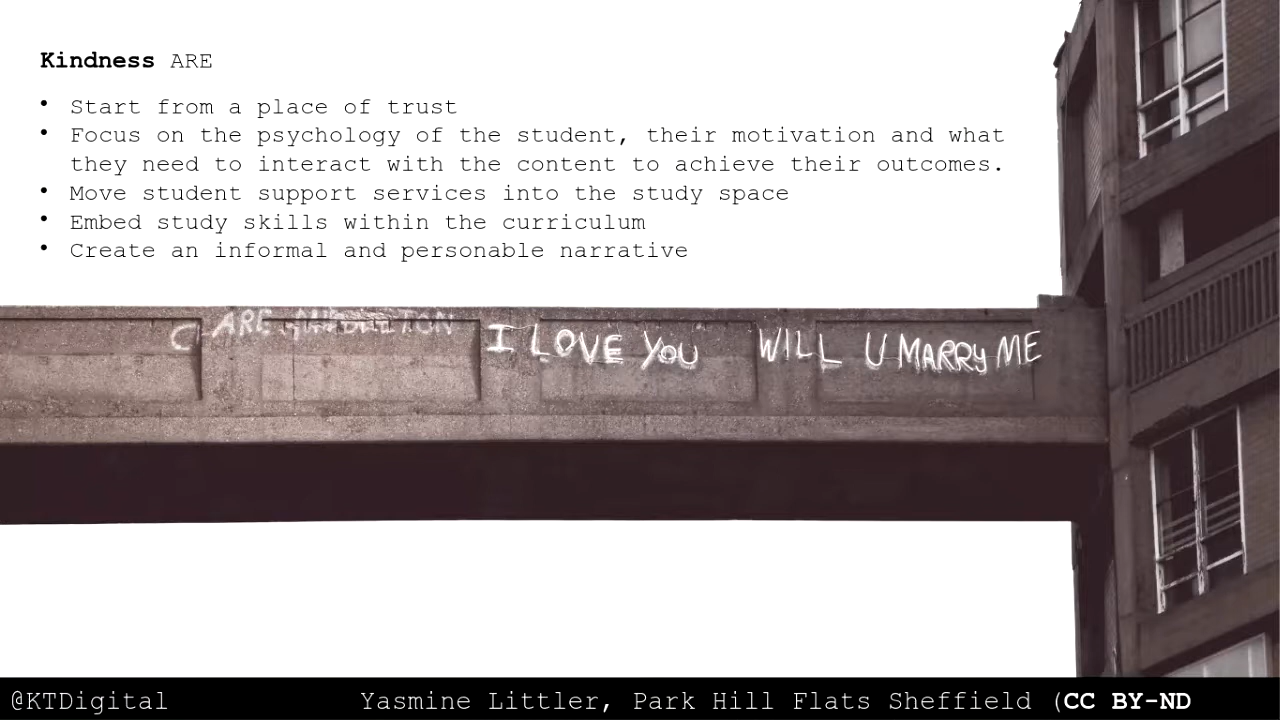 Kindness ARE
• Start from a place of trust
• Focus on the psychology of the student, their motivation and what
they need to interact with the content to achieve their outcomes.
• Move student support services into the study space
• Embed study skills within the curriculum
• Create an informal and personable narrative
C ARE MIDDLETON I LOVE YOU WILL U MARRY ME
@KTDigital Yasmine Littler, Park Hill Flats Sheffield (CC BY-ND